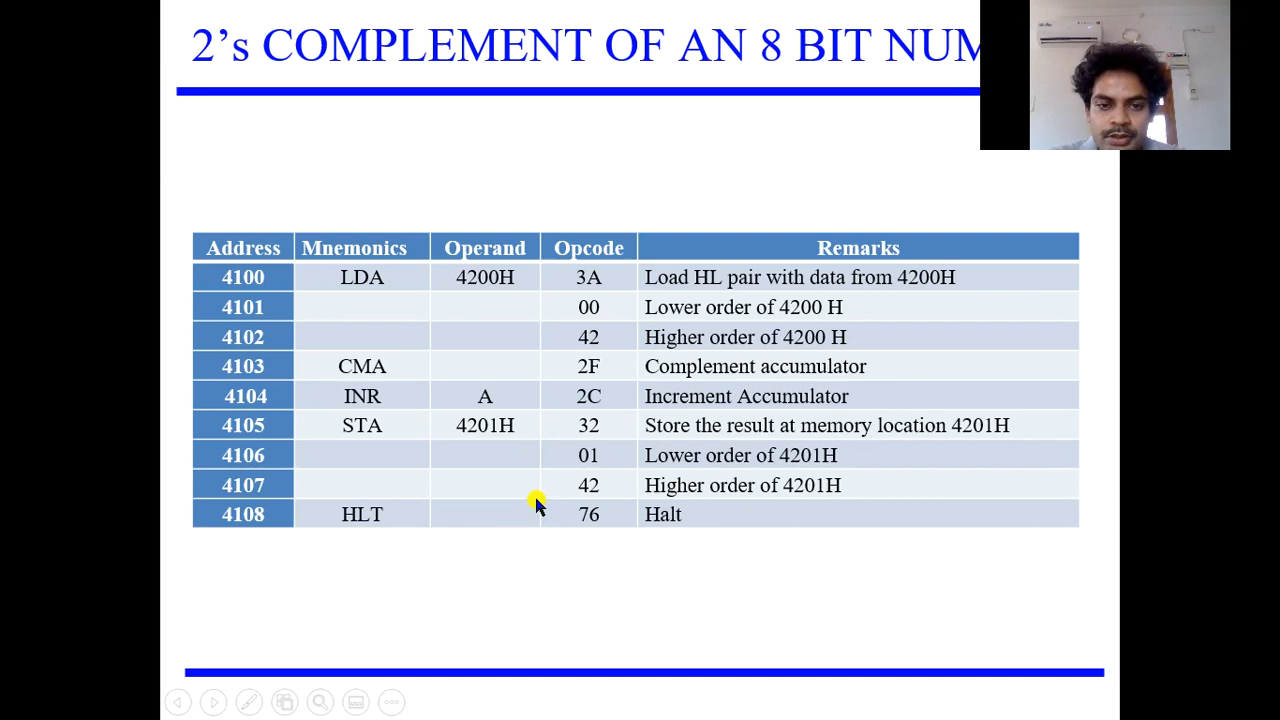 2's COMPLEMENT OF AN 8 BIT
Address Mnemonics Operand Opcode Remarks
4100 LDA 4200H 3A Load HL pair with data from 4200H
4101 00 Lower order of 4200 H
4102 42 Higher order of 4200 H
4103 CMA 2F Complement accumulator
4104 INR A 2C Increment Accumulator
4105 STA 4201H 32 Store the result at memory location 4201H
4106 01 Lower order of 4201H
4107 42 Higher order of 4201H
4108 HLT 76 Halt